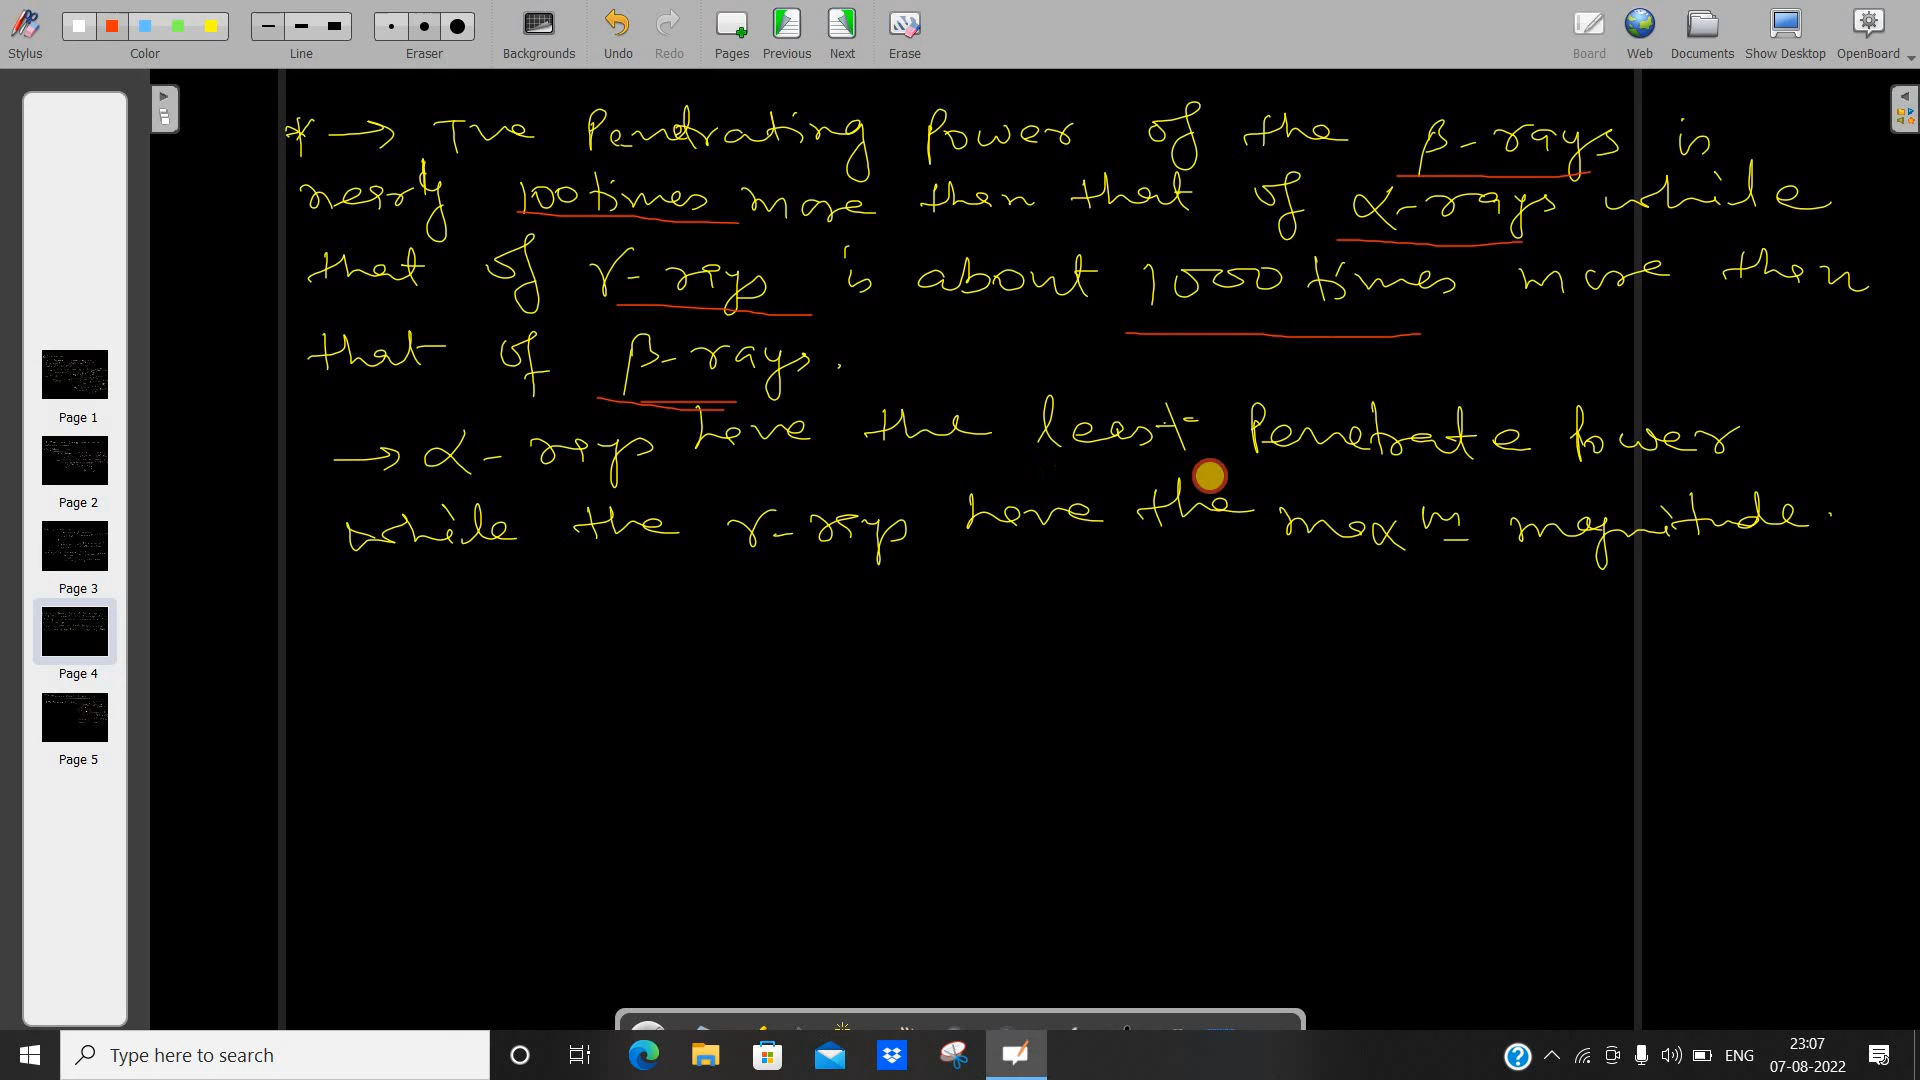 Stylus Color Line Eraser Backgrounds Undo Redo Pages Previous Next Erase Board Web Documents Show Desktop OpenBoard
* → The Penetrating Power of the β-rays is
nearly 100 times more then that of α-rays while
that of γ-rays is about 1000 times more then
that of β-rays.
→ α-rays have the least Penetrate Power
while the γ-rays have the maxm magnitude.
Page 1
Page 2
Page 3
Page 4
Page 5
Type here to search
ENG
23:07
07-08-2022